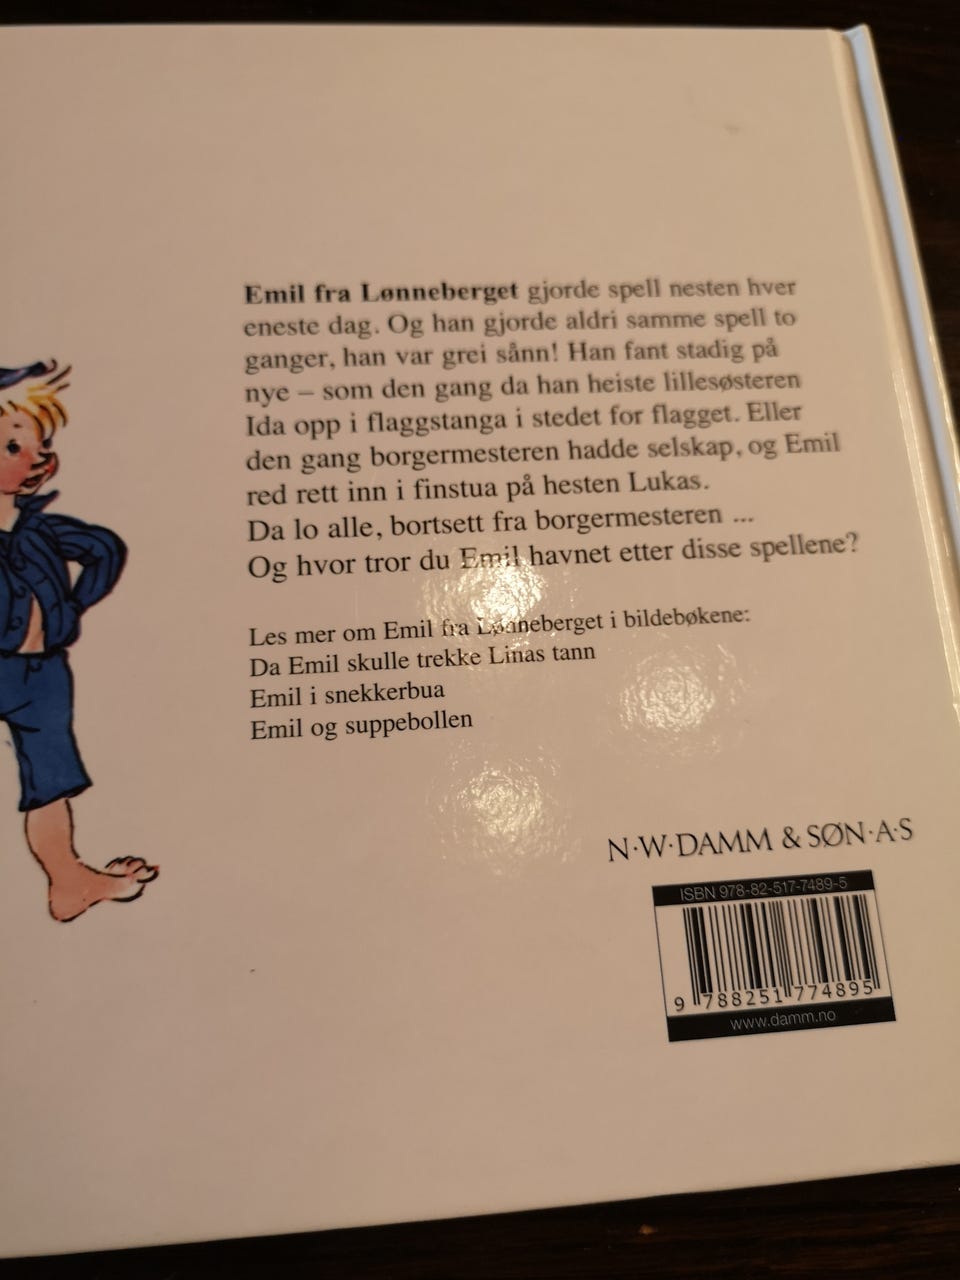 Emil fra Lønneberget gjorde spell nesten hver
eneste dag. Og han gjorde aldri samme spell to
ganger, han var grei sånn! Han fant stadig på
nye – som den gang da han heiste lillesøsteren
Ida opp i flaggstanga i stedet for flagget. Eller
den gang borgermesteren hadde selskap, og Emil
red rett inn i finstua på hesten Lukas.
Da lo alle, bortsett fra borgermesteren ...
Og hvor tror du Emil havnet etter disse spellene?
Les mer om Emil fra Lønneberget i bildebøkene:
Da Emil skulle trekke Linas tann
Emil i snekkerbua
Emil og suppebollen
N·W·DAMM & SØN·A·S
ISBN 978-82-517-7489-5
9 788251 774895
www.damm.no